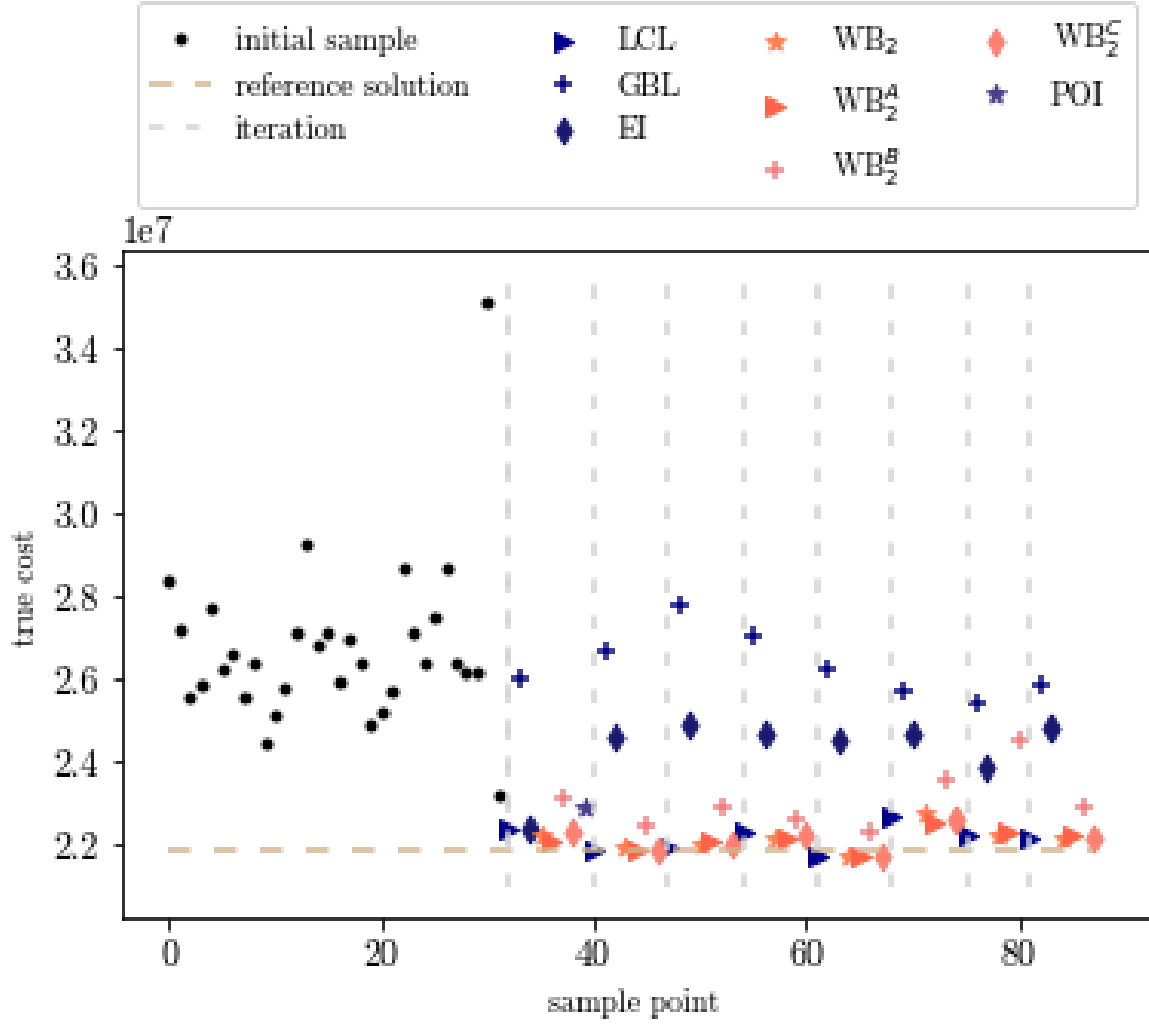 initial sample
reference solution
iteration
LCL
GBL
EI
WB₂
WB₂ᴬ
WB₂ᴮ
WB₂ꟲ
POI
1e7
3.6
3.4
3.2
3.0
2.8
2.6
2.4
2.2
true cost
0 20 40 60 80
sample point